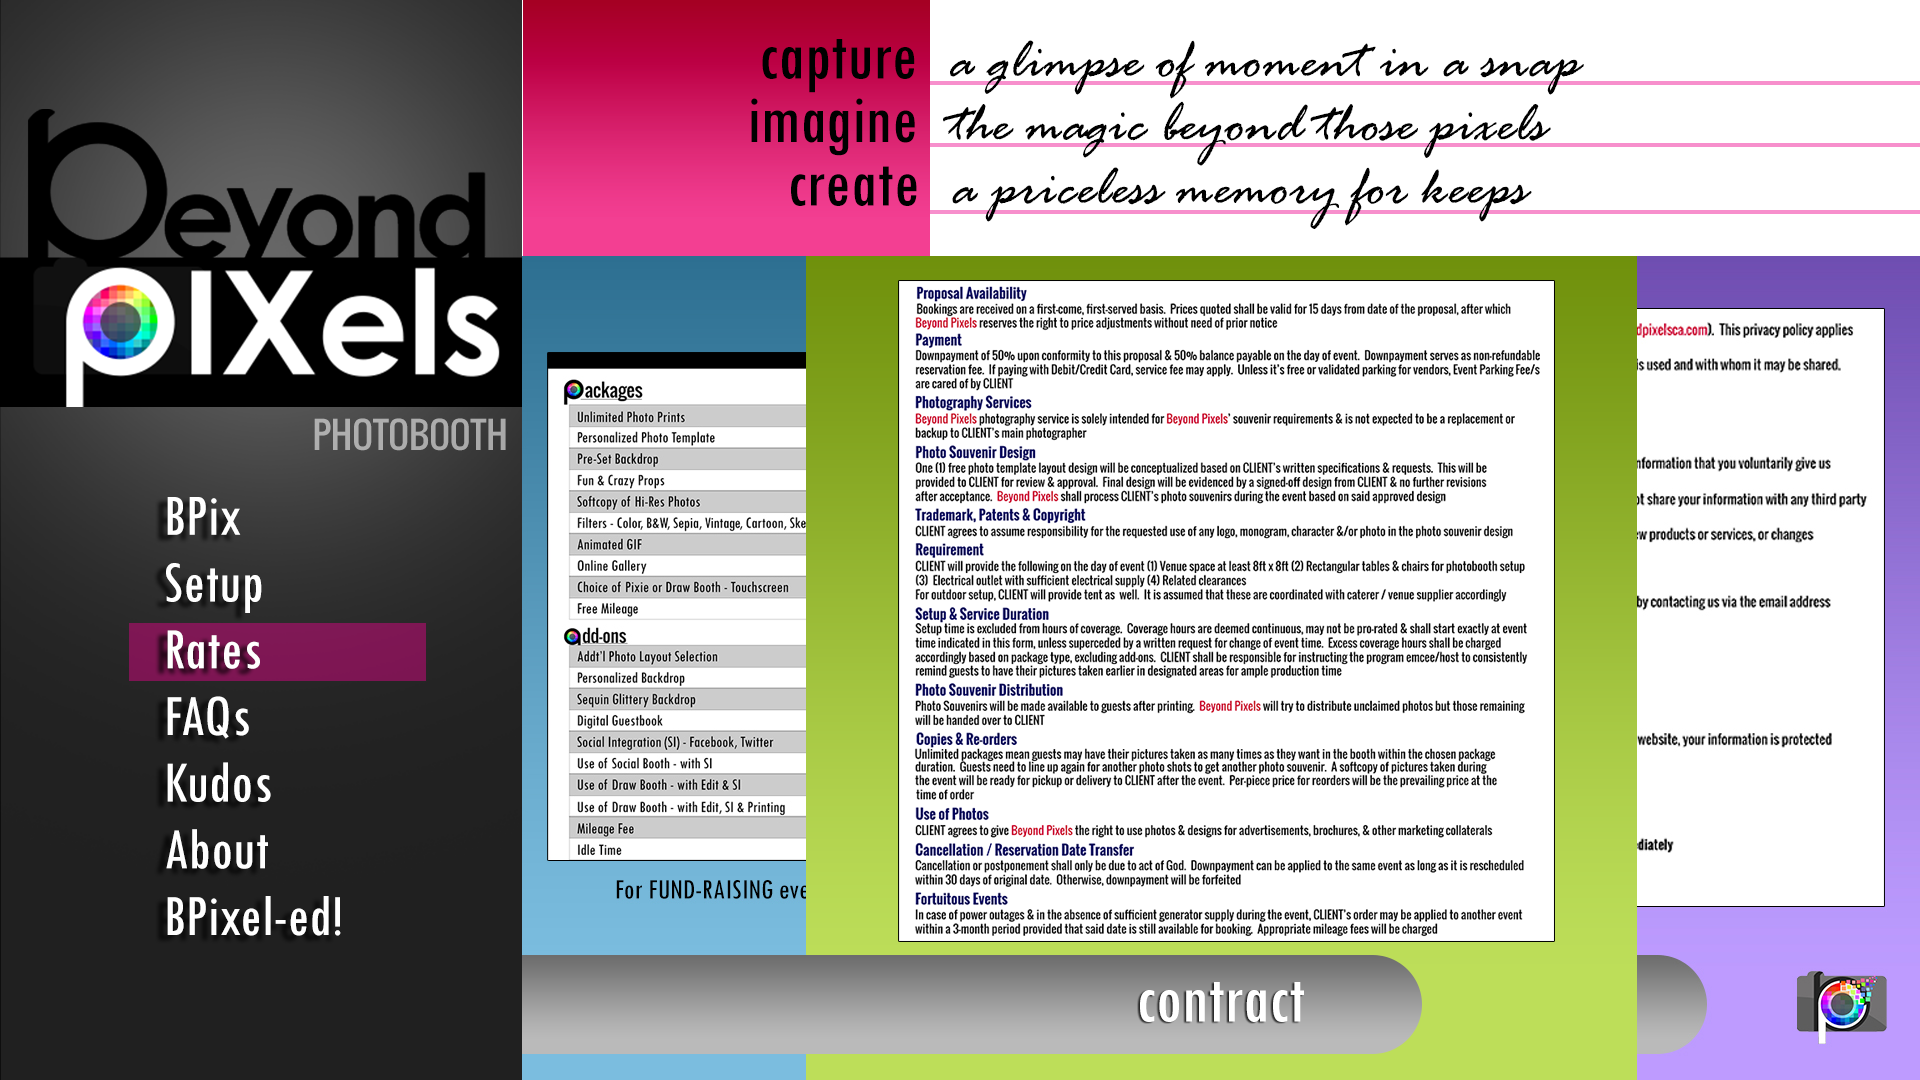 Beyond
pIXels
PHOTOBOOTH
BPix
Setup
Rates
FAQs
Kudos
About
BPixel-ed!
capture a glimpse of moment in a snap
imagine the magic beyond those pixels
create a priceless memory for keeps
Packages
Unlimited Photo Prints
Personalized Photo Template
Pre-Set Backdrop
Fun & Crazy Props
Softcopy of Hi-Res Photos
Filters - Color, B&W, Sepia, Vintage, Cartoon, Ske
Animated GIF
Online Gallery
Choice of Pixie or Draw Booth - Touchscreen
Free Mileage
add-ons
Addt'l Photo Layout Selection
Personalized Backdrop
Sequin Glittery Backdrop
Digital Guestbook
Social Integration (SI) - Facebook, Twitter
Use of Social Booth - with SI
Use of Draw Booth - with Edit & SI
Use of Draw Booth - with Edit, SI & Printing
Mileage Fee
Idle Time
For FUND-RAISING eve
Proposal Availability
Bookings are received on a first-come, first-served basis. Prices quoted shall be valid for 15 days from date of the proposal, after which
Beyond Pixels reserves the right to price adjustments without need of prior notice
Payment
Downpayment of 50% upon conformity to this proposal & 50% balance payable on the day of event. Downpayment serves as non-refundable
reservation fee. If paying with Debit/Credit Card, service fee may apply. Unless it's free or validated parking for vendors, Event Parking Fee/s
are cared of by CLIENT
Photography Services
Beyond Pixels photography service is solely intended for Beyond Pixels' souvenir requirements & is not expected to be a replacement or
backup to CLIENT's main photographer
Photo Souvenir Design
One (1) free photo template layout design will be conceptualized based on CLIENT's written specifications & requests. This will be
provided to CLIENT for review & approval. Final design will be evidenced by a signed-off design from CLIENT & no further revisions
after acceptance. Beyond Pixels shall process CLIENT's photo souvenirs during the event based on said approved design
Trademark, Patents & Copyright
CLIENT agrees to assume responsibility for the requested use of any logo, monogram, character &/or photo in the photo souvenir design
Requirement
CLIENT will provide the following on the day of event (1) Venue space at least 8ft x 8ft (2) Rectangular tables & chairs for photobooth setup
(3) Electrical outlet with sufficient electrical supply (4) Related clearances
For outdoor setup, CLIENT will provide tent as well. It is assumed that these are coordinated with caterer / venue supplier accordingly
Setup & Service Duration
Setup time is excluded from hours of coverage. Coverage hours are deemed continuous, may not be pro-rated & shall start exactly at event
time indicated in this form, unless superceded by a written request for change of event time. Excess coverage hours shall be charged
accordingly based on package type, excluding add-ons. CLIENT shall be responsible for instructing the program emcee/host to consistently
remind guests to have their pictures taken earlier in designated areas for ample production time
Photo Souvenir Distribution
Photo Souvenirs will be made available to guests after printing. Beyond Pixels will try to distribute unclaimed photos but those remaining
will be handed over to CLIENT
Copies & Re-orders
Unlimited packages mean guests may have their pictures taken as many times as they want in the booth within the chosen package
duration. Guests need to line up again for another photo shots to get another photo souvenir. A softcopy of pictures taken during
the event will be ready for pickup or delivery to CLIENT after the event. Per-piece price for reorders will be the prevailing price at the
time of order
Use of Photos
CLIENT agrees to give Beyond Pixels the right to use photos & designs for advertisements, brochures, & other marketing collaterals
Cancellation / Reservation Date Transfer
Cancellation or postponement shall only be due to act of God. Downpayment can be applied to the same event as long as it is rescheduled
within 30 days of original date. Otherwise, downpayment will be forfeited
Fortuitous Events
In case of power outages & in the absence of sufficient generator supply during the event, CLIENT's order may be applied to another event
within a 3-month period provided that said date is still available for booking. Appropriate mileage fees will be charged
contract
dpixelsca.com). This privacy policy applies
is used and with whom it may be shared.
nformation that you voluntarily give us
ot share your information with any third party
w products or services, or changes
by contacting us via the email address
website, your information is protected
diately